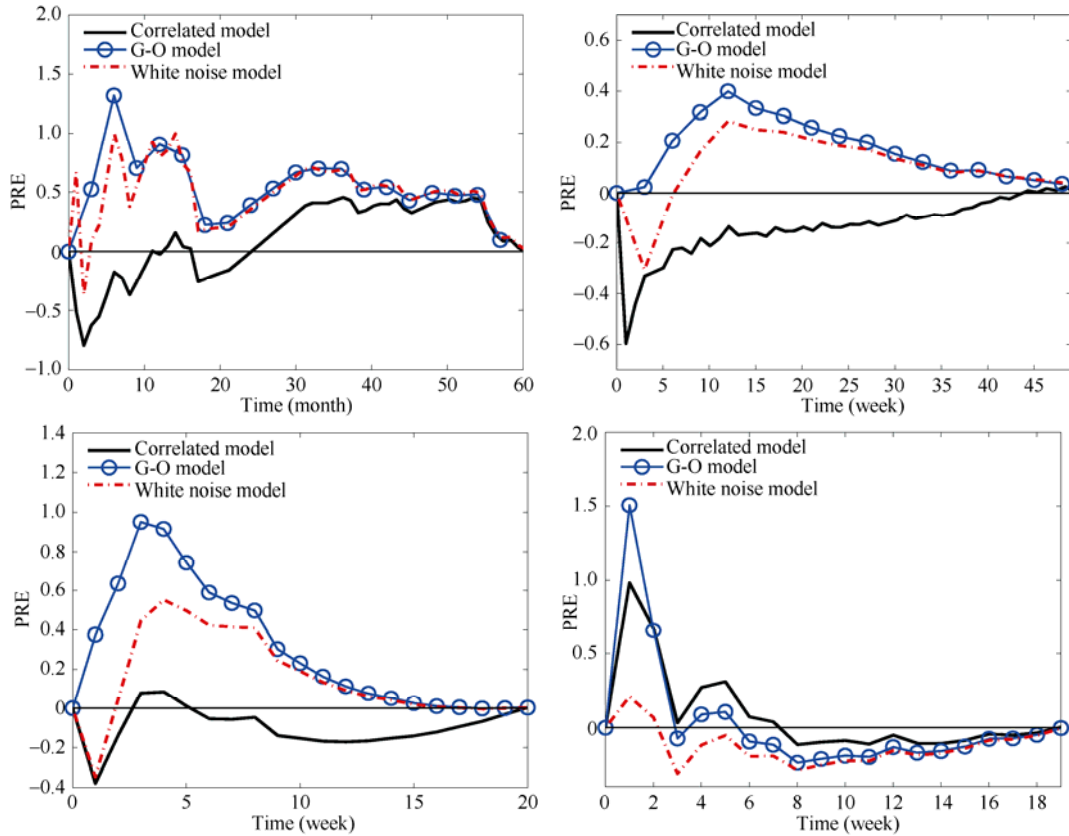 2.0
Correlated model
G-O model
White noise model
1.5
1.0
0.5
0
−0.5
−1.0
PRE
0 10 20 30 40 50 60
Time (month)
0.6
Correlated model
G-O model
White noise model
0.4
0.2
0
−0.2
−0.4
−0.6
PRE
0 5 10 15 20 25 30 35 40 45
Time (week)
1.4
Correlated model
G-O model
White noise model
1.2
1.0
0.8
0.6
0.4
0.2
0
−0.2
−0.4
PRE
0 5 10 15 20
Time (week)
2.0
Correlated model
G-O model
White noise model
1.5
1.0
0.5
0
PRE
0 2 4 6 8 10 12 14 16 18
Time (week)